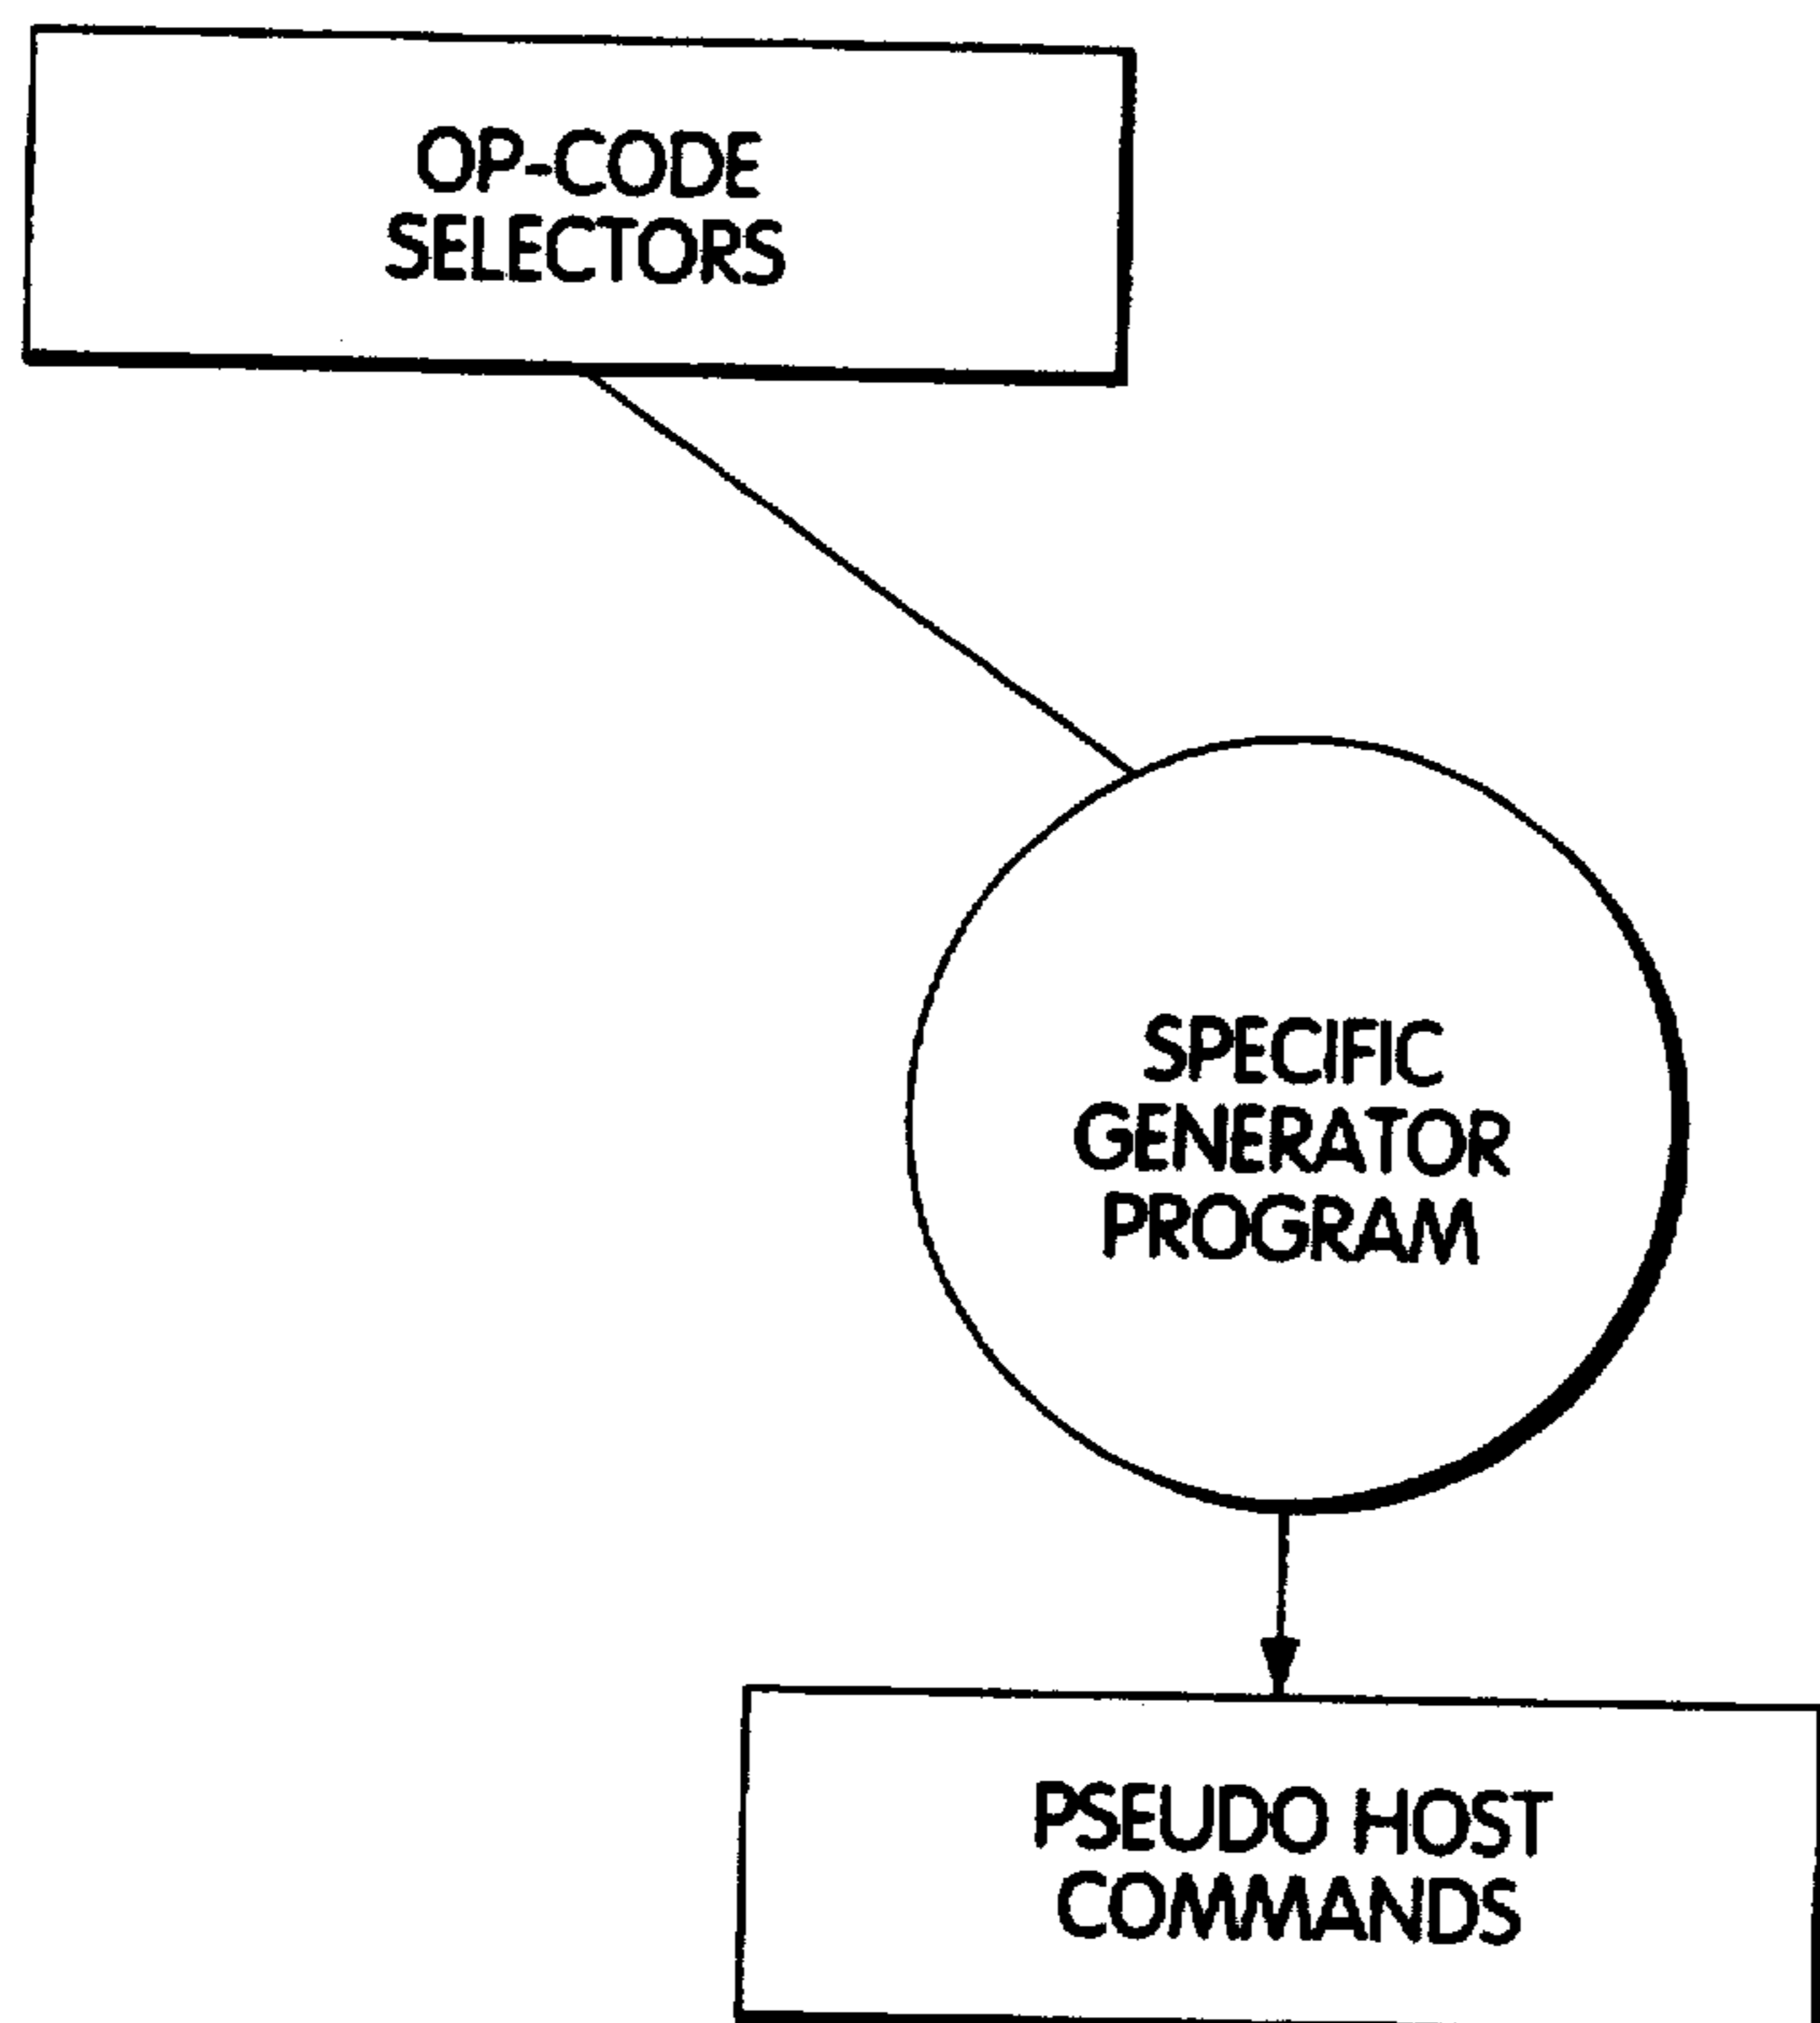 OP-CODE
SELECTORS
SPECIFIC
GENERATOR
PROGRAM
PSEUDO HOST
COMMANDS